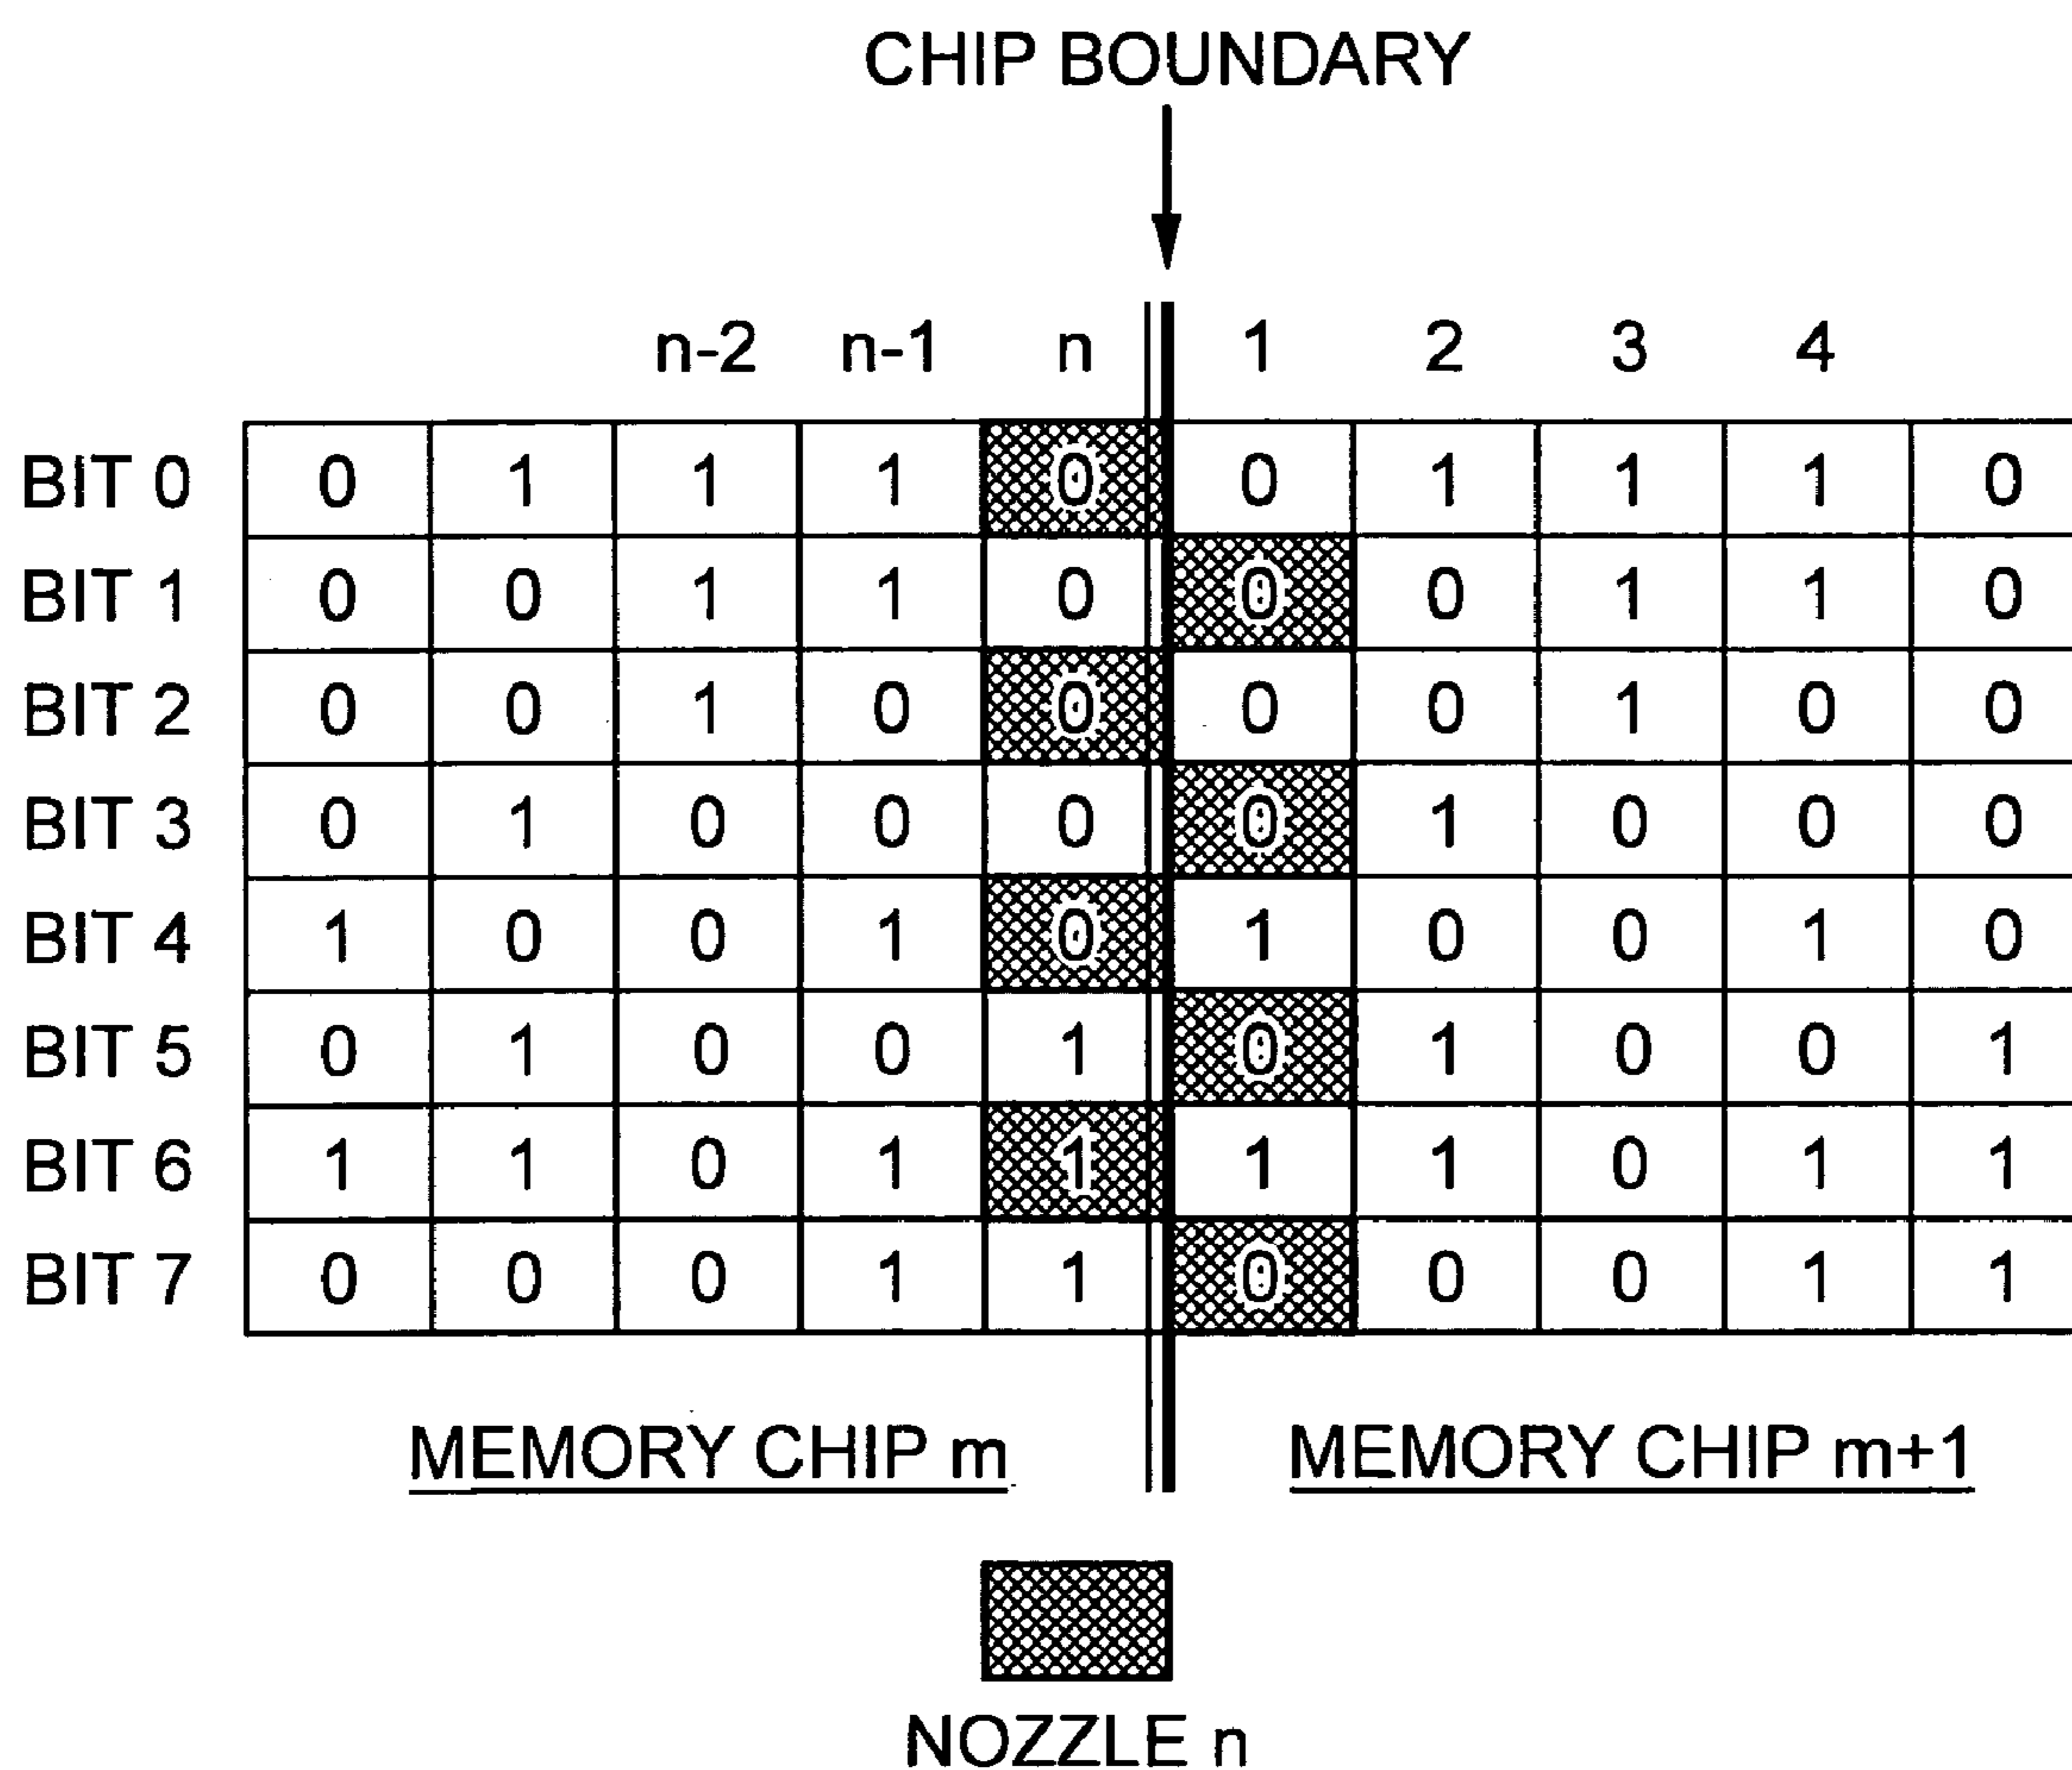 CHIP BOUNDARY
n-2 n-1 n 1 2 3 4
BIT 0 0 1 1 1 0 0 1 1 1 0
BIT 1 0 0 1 1 0 0 0 1 1 0
BIT 2 0 0 1 0 0 0 0 1 0 0
BIT 3 0 1 0 0 0 0 1 0 0 0
BIT 4 1 0 0 1 0 1 0 0 1 0
BIT 5 0 1 0 0 1 0 1 0 0 1
BIT 6 1 1 0 1 1 1 1 0 1 1
BIT 7 0 0 0 1 1 0 0 0 1 1
MEMORY CHIP m MEMORY CHIP m+1
NOZZLE n